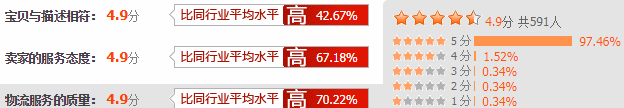 宝贝与描述相符： 4.9分 比同行业平均水平 高 42.67%
卖家的服务态度： 4.9分 比同行业平均水平 高 67.18%
物流服务的质量： 4.9分 比同行业平均水平 高 70.22%
4.9分 共591人
5分 97.46%
4分 1.52%
3分 0.34%
2分 0.34%
1分 0.34%